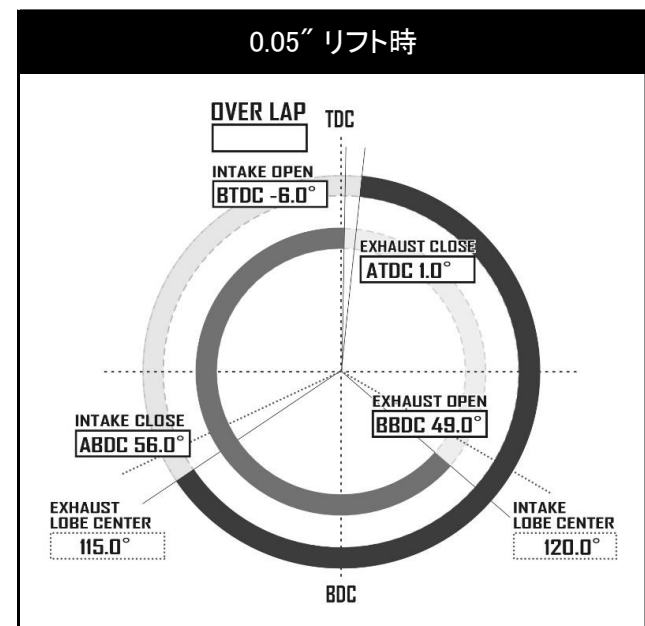 0.05″ リフト時
OVER LAP
TDC
INTAKE OPEN
BTDC -6.0°
EXHAUST CLOSE
ATDC 1.0°
EXHAUST OPEN
BBDC 49.0°
INTAKE CLOSE
ABDC 56.0°
EXHAUST
LOBE CENTER
115.0°
INTAKE
LOBE CENTER
120.0°
BDC